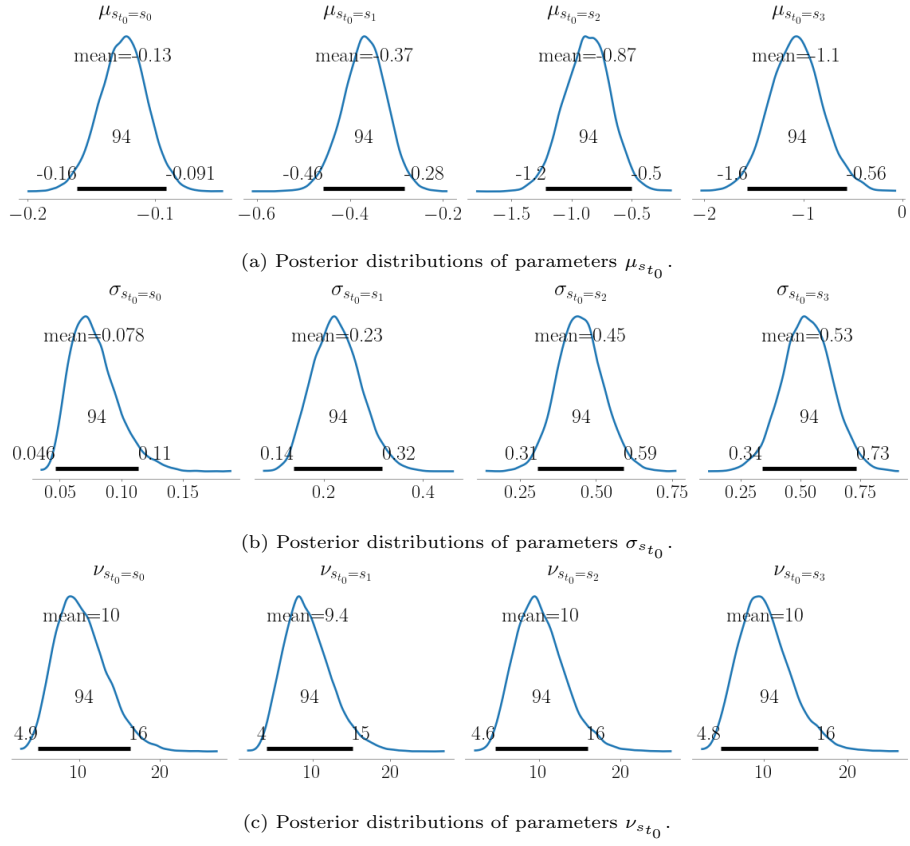 μ_{s_{t_0}=s_0} μ_{s_{t_0}=s_1} μ_{s_{t_0}=s_2} μ_{s_{t_0}=s_3}
mean=-0.13 mean=-0.37 mean=-0.87 mean=-1.1
94 94 94 94
-0.16 -0.091 -0.46 -0.28 -1.2 -0.5 -1.6 -0.56
−0.2 −0.1 −0.6 −0.4 −0.2 −1.5 −1.0 −0.5 −2 −1 0
(a) Posterior distributions of parameters μ_{s_{t_0}}.
σ_{s_{t_0}=s_0} σ_{s_{t_0}=s_1} σ_{s_{t_0}=s_2} σ_{s_{t_0}=s_3}
mean=0.078 mean=0.23 mean=0.45 mean=0.53
94 94 94 94
0.046 0.11 0.14 0.32 0.31 0.59 0.34 0.73
0.05 0.10 0.15 0.2 0.4 0.25 0.50 0.75 0.25 0.50 0.75
(b) Posterior distributions of parameters σ_{s_{t_0}}.
ν_{s_{t_0}=s_0} ν_{s_{t_0}=s_1} ν_{s_{t_0}=s_2} ν_{s_{t_0}=s_3}
mean=10 mean=9.4 mean=10 mean=10
94 94 94 94
4.9 16 4 15 4.6 16 4.8 16
10 20 10 20 10 20 10 20
(c) Posterior distributions of parameters ν_{s_{t_0}}.